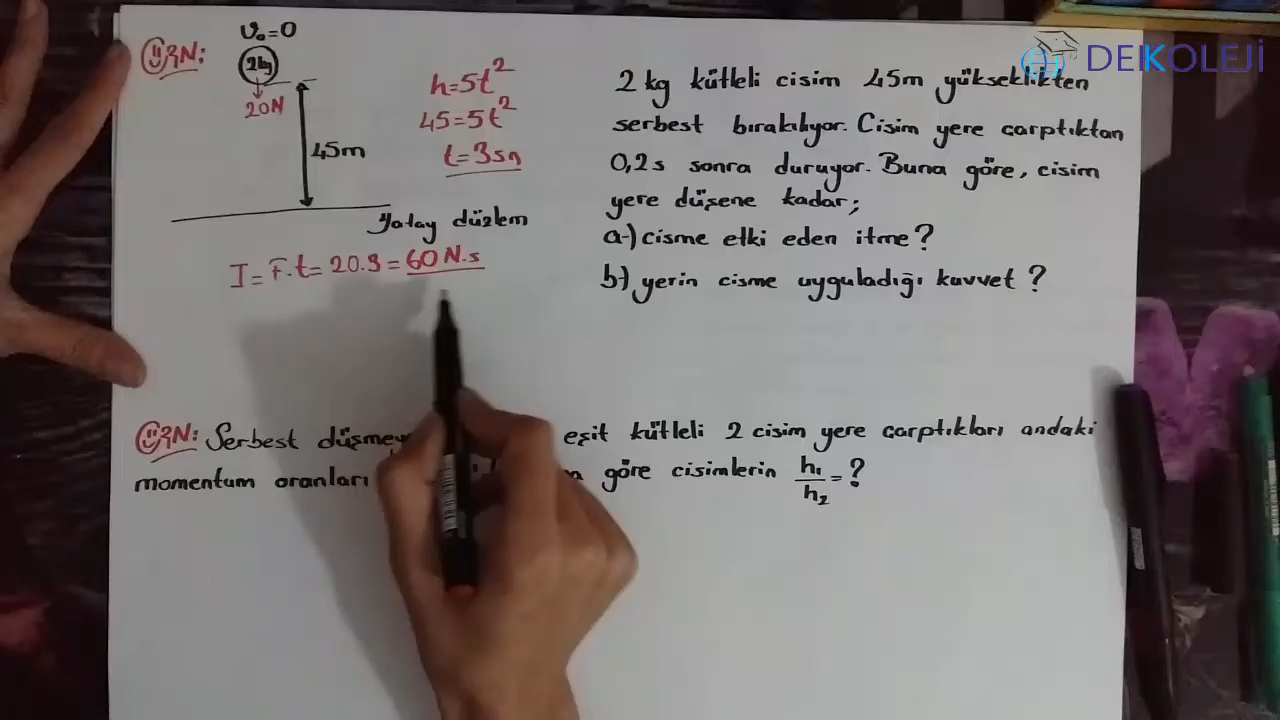 DEKOLEJİ
ÖRN:
V₀=0
2kg
20N
45m
h=5t²
45=5t²
t=3sn
Yatay düzlem
I=F.t=20.3=60 N.s
2 kg kütleli cisim 45m yükseklikten
serbest bırakılıyor. Cisim yere çarptıktan
0,2s sonra duruyor. Buna göre, cisim
yere düşene kadar;
a-) cisme etki eden itme?
b-) yerin cisme uyguladığı kuvvet?
ÖRN: Serbest eşit kütleli 2 cisim yere çarptıkları andaki
momentum oranları göre cisimlerin h₁/h₂=?